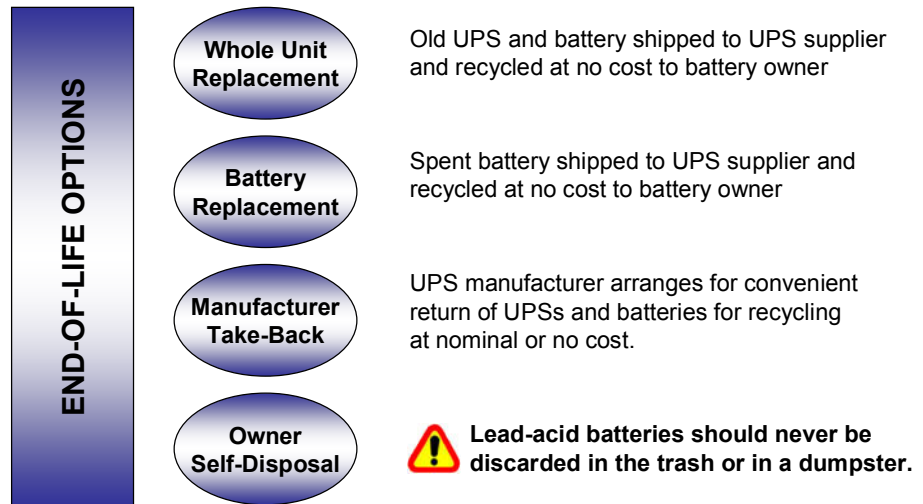 END-OF-LIFE OPTIONS
Whole Unit
Replacement
Old UPS and battery shipped to UPS supplier
and recycled at no cost to battery owner
Battery
Replacement
Spent battery shipped to UPS supplier and
recycled at no cost to battery owner
Manufacturer
Take-Back
UPS manufacturer arranges for convenient
return of UPSs and batteries for recycling
at nominal or no cost.
Owner
Self-Disposal
Lead-acid batteries should never be
discarded in the trash or in a dumpster.